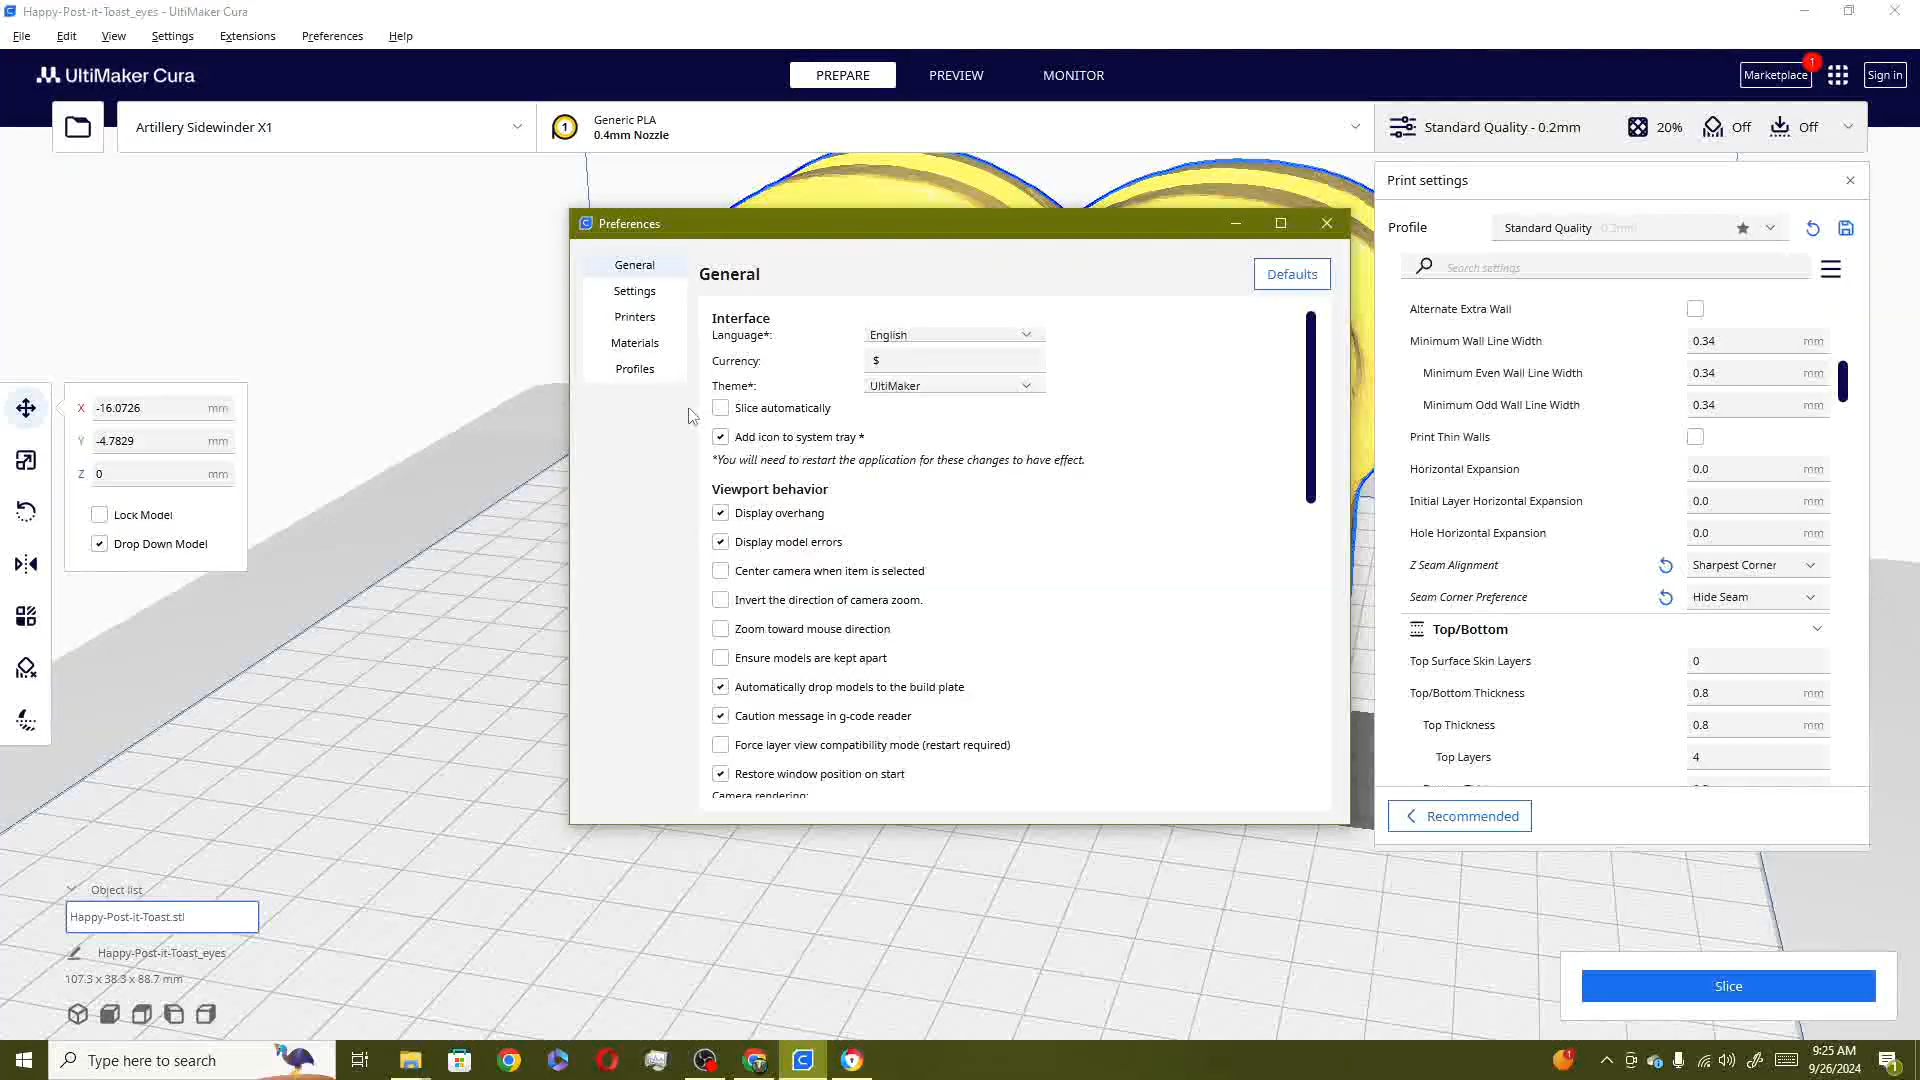 Happy-Post-it-Toast_eyes - UltiMaker Cura
File Edit View Settings Extensions Preferences Help
UltiMaker Cura
PREPARE PREVIEW MONITOR
Marketplace 1 Sign in
Artillery Sidewinder X1
1 Generic PLA
0.4mm Nozzle
Standard Quality - 0.2mm 20% Off Off
X -16.0726 mm
Y -4.7829 mm
Z 0 mm
Lock Model
Drop Down Model
Preferences
General
Settings
Printers
Materials
Profiles
General Defaults
Interface
Language*: English
Currency: $
Theme*: UltiMaker
Slice automatically
Add icon to system tray *
*You will need to restart the application for these changes to have effect.
Viewport behavior
Display overhang
Display model errors
Center camera when item is selected
Invert the direction of camera zoom.
Zoom toward mouse direction
Ensure models are kept apart
Automatically drop models to the build plate
Caution message in g-code reader
Force layer view compatibility mode (restart required)
Restore window position on start
Camera rendering:
Print settings
Profile Standard Quality 0.2mm
Search settings
Alternate Extra Wall
Minimum Wall Line Width 0.34 mm
Minimum Even Wall Line Width 0.34 mm
Minimum Odd Wall Line Width 0.34 mm
Print Thin Walls
Horizontal Expansion 0.0 mm
Initial Layer Horizontal Expansion 0.0 mm
Hole Horizontal Expansion 0.0 mm
Z Seam Alignment Sharpest Corner
Seam Corner Preference Hide Seam
Top/Bottom
Top Surface Skin Layers 0
Top/Bottom Thickness 0.8 mm
Top Thickness 0.8 mm
Top Layers 4
Recommended
Object list
Happy-Post-it-Toast.stl
Happy-Post-it-Toast_eyes
107.3 x 38.3 x 88.7 mm
Slice
Type here to search
9:25 AM
9/26/2024